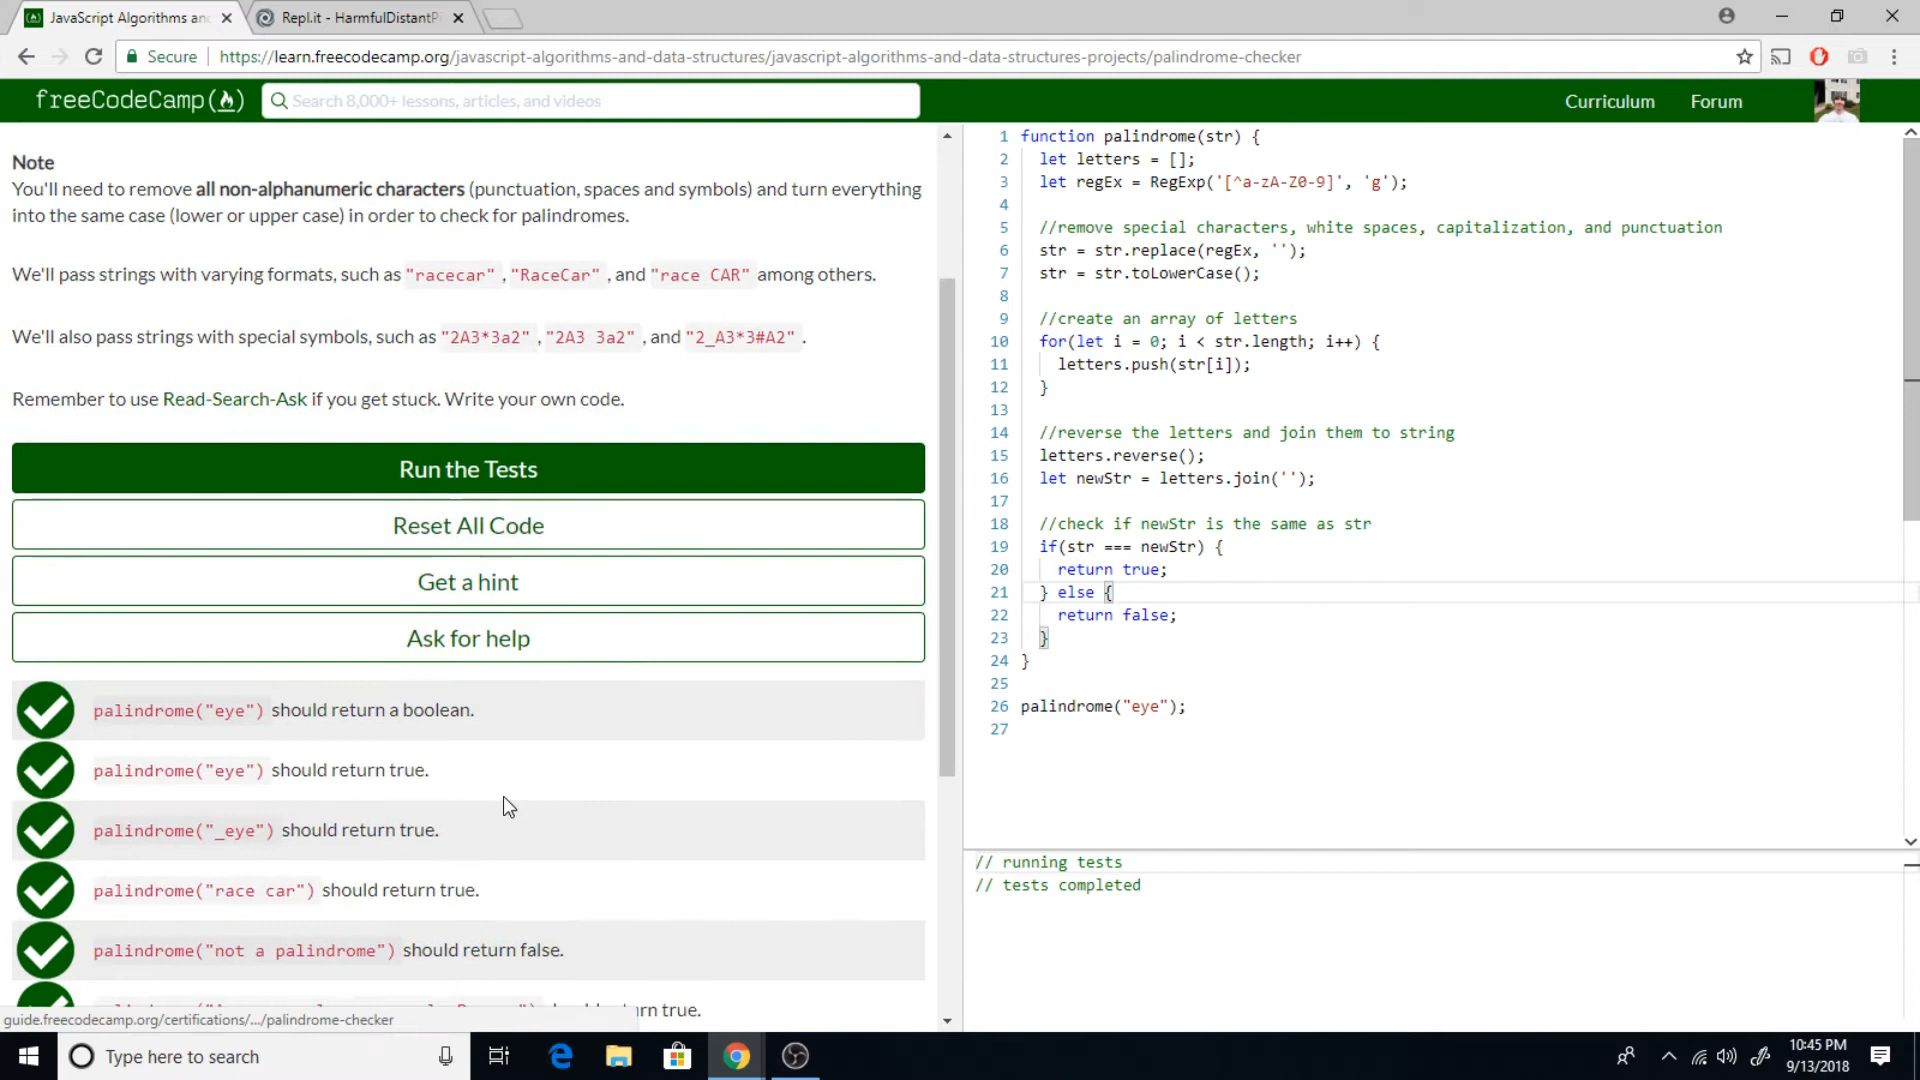 JavaScript Algorithms an
Repl.it - HarmfulDistantP
Secure
https://learn.freecodecamp.org/javascript-algorithms-and-data-structures/javascript-algorithms-and-data-structures-projects/palindrome-checker
freeCodeCamp(🔥)
Search 8,000+ lessons, articles, and videos
Curriculum
Forum
Note
You'll need to remove all non-alphanumeric characters (punctuation, spaces and symbols) and turn everything
into the same case (lower or upper case) in order to check for palindromes.
We'll pass strings with varying formats, such as "racecar" , "RaceCar" , and "race CAR" among others.
We'll also pass strings with special symbols, such as "2A3*3a2" , "2A3 3a2" , and "2_A3*3#A2" .
Remember to use Read-Search-Ask if you get stuck. Write your own code.
Run the Tests
Reset All Code
Get a hint
Ask for help
palindrome("eye") should return a boolean.
palindrome("eye") should return true.
palindrome("_eye") should return true.
palindrome("race car") should return true.
palindrome("not a palindrome") should return false.
rn true.
guide.freecodecamp.org/certifications/.../palindrome-checker
1 function palindrome(str) {
2 let letters = [];
3 let regEx = RegExp('[^a-zA-Z0-9]', 'g');
4
5 //remove special characters, white spaces, capitalization, and punctuation
6 str = str.replace(regEx, '');
7 str = str.toLowerCase();
8
9 //create an array of letters
10 for(let i = 0; i < str.length; i++) {
11 letters.push(str[i]);
12 }
13
14 //reverse the letters and join them to string
15 letters.reverse();
16 let newStr = letters.join('');
17
18 //check if newStr is the same as str
19 if(str === newStr) {
20 return true;
21 } else {
22 return false;
23 }
24 }
25
26 palindrome("eye");
27
// running tests
// tests completed
Type here to search
10:45 PM
9/13/2018